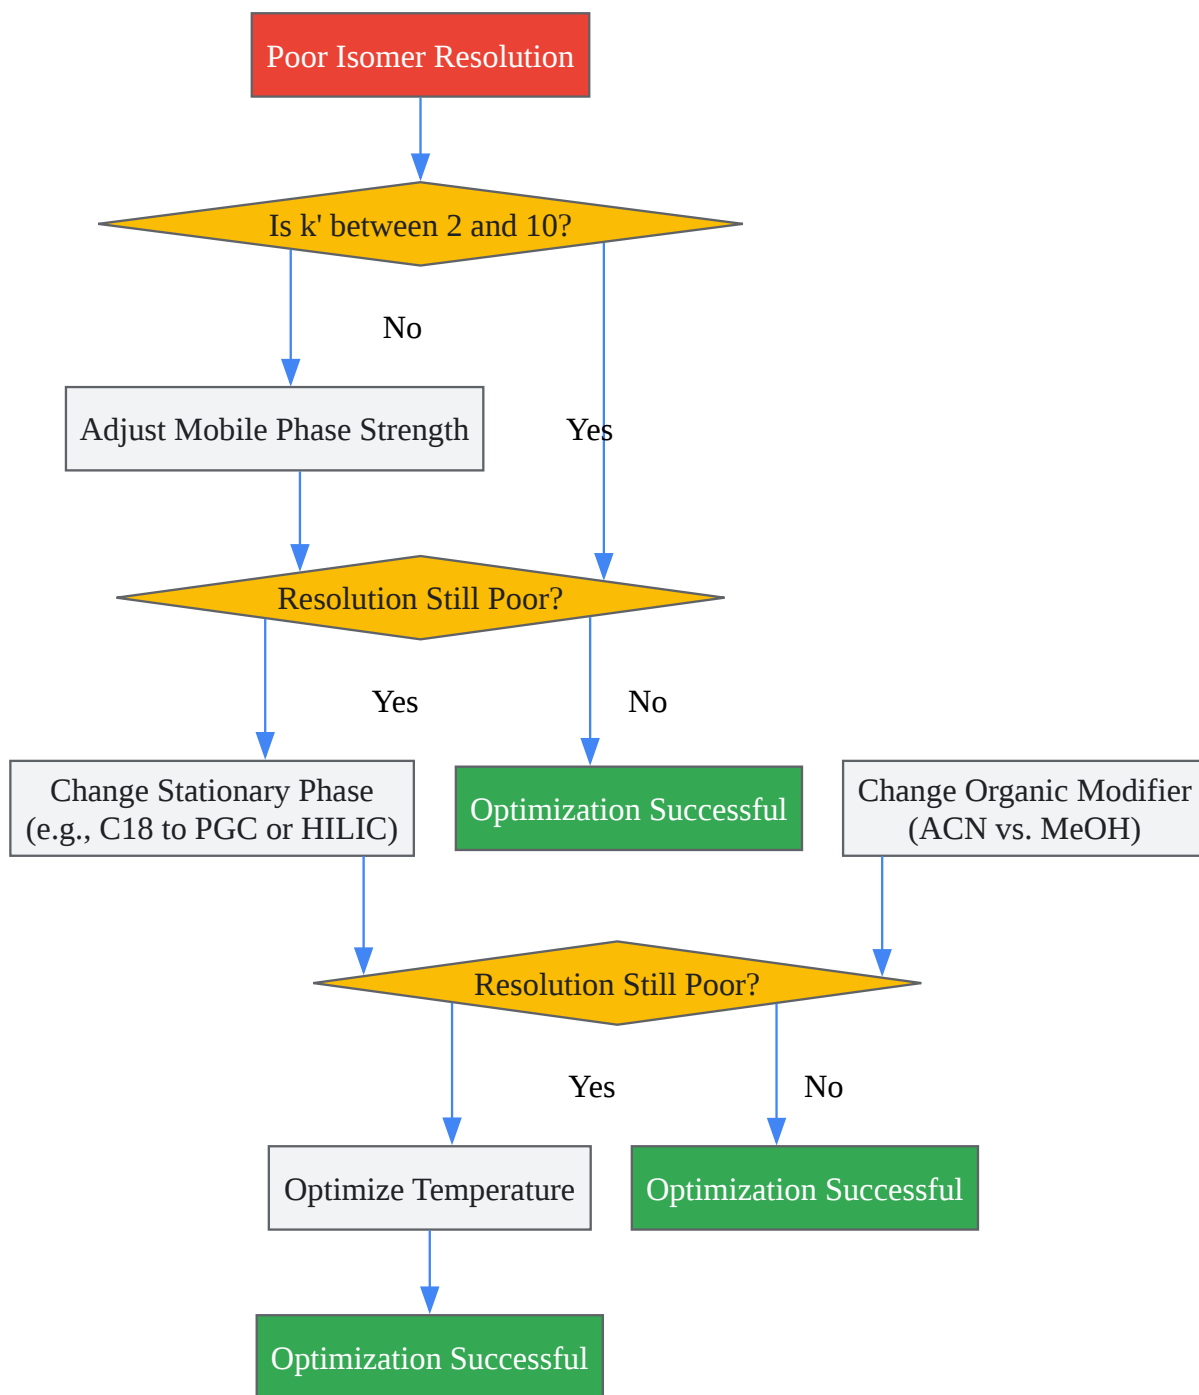 Poor Isomer Resolution
Is k' between 2 and 10?
No
Adjust Mobile Phase Strength
Yes
Resolution Still Poor?
Yes
No
Change Stationary Phase
(e.g., C18 to PGC or HILIC)
Optimization Successful
Change Organic Modifier
(ACN vs. MeOH)
Resolution Still Poor?
Yes
No
Optimize Temperature
Optimization Successful
Optimization Successful